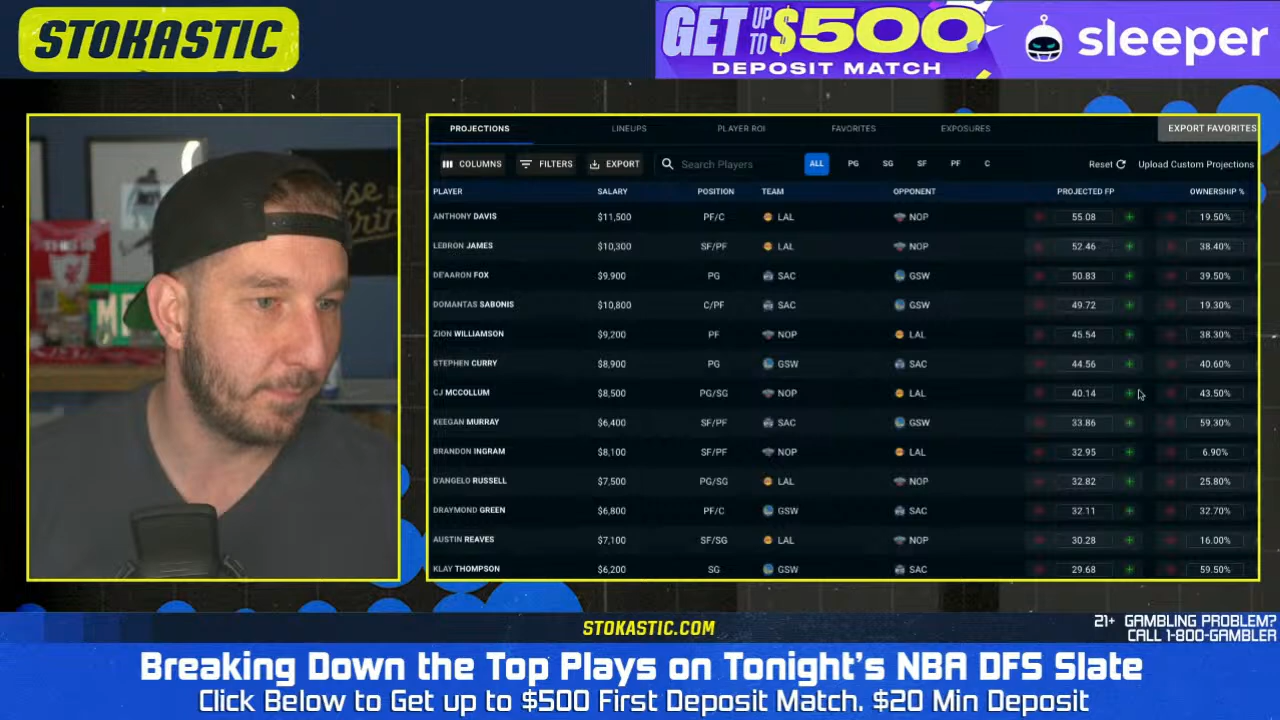 STOKASTIC
GET UP TO $500
DEPOSIT MATCH
sleeper
PROJECTIONS LINEUPS PLAYER ROI FAVORITES EXPOSURES EXPORT FAVORITES
COLUMNS FILTERS EXPORT Search Players ALL PG SG SF PF C Reset Upload Custom Projections
PLAYER SALARY POSITION TEAM OPPONENT PROJECTED FP OWNERSHIP %
ANTHONY DAVIS $11,500 PF/C LAL NOP 55.08 19.50%
LEBRON JAMES $10,300 SF/PF LAL NOP 52.46 38.40%
DE'AARON FOX $9,900 PG SAC GSW 50.83 39.50%
DOMANTAS SABONIS $10,800 C/PF SAC GSW 49.72 19.30%
ZION WILLIAMSON $9,200 PF NOP LAL 45.54 38.30%
STEPHEN CURRY $8,900 PG GSW SAC 44.56 40.60%
CJ MCCOLLUM $8,500 PG/SG NOP LAL 40.14 43.50%
KEEGAN MURRAY $6,400 SF/PF SAC GSW 33.86 59.30%
BRANDON INGRAM $8,100 SF/PF NOP LAL 32.95 6.90%
D'ANGELO RUSSELL $7,500 PG/SG LAL NOP 32.82 25.80%
DRAYMOND GREEN $6,800 PF/C GSW SAC 32.11 32.70%
AUSTIN REAVES $7,100 SF/SG LAL NOP 30.28 16.00%
KLAY THOMPSON $6,200 SG GSW SAC 29.68 59.50%
STOKASTIC.COM
21+ GAMBLING PROBLEM?
CALL 1-800-GAMBLER
Breaking Down the Top Plays on Tonight's NBA DFS Slate
Click Below to Get up to $500 First Deposit Match. $20 Min Deposit